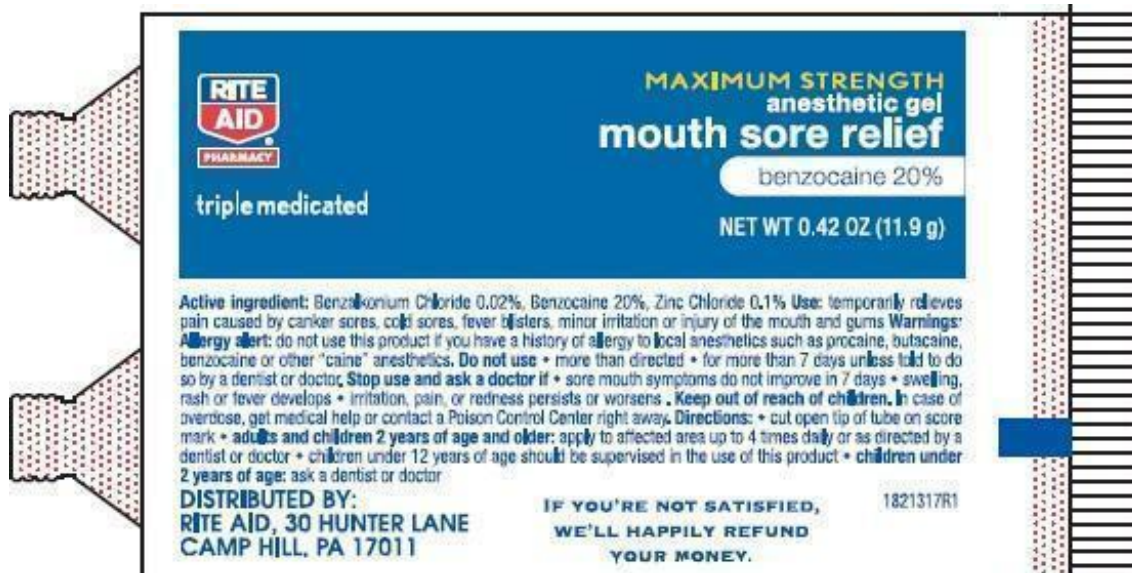 RITE
AID
PHARMACY
triple medicated
MAXIMUM STRENGTH
anesthetic gel
mouth sore relief
benzocaine 20%
NET WT 0.42 OZ (11.9 g)
Active ingredient: Benzalkonium Chloride 0.02%, Benzocaine 20%, Zinc Chloride 0.1% Use: temporarily relieves
pain caused by canker sores, cold sores, fever blisters, minor irritation or injury of the mouth and gums Warnings:
Allergy alert: do not use this product if you have a history of allergy to local anesthetics such as procaine, butacaine,
benzocaine or other "caine" anesthetics. Do not use • more than directed • for more than 7 days unless told to do
so by a dentist or doctor. Stop use and ask a doctor if • sore mouth symptoms do not improve in 7 days • swelling,
rash or fever develops • irritation, pain, or redness persists or worsens . Keep out of reach of children. In case of
overdose, get medical help or contact a Poison Control Center right away. Directions: • cut open tip of tube on score
mark • adults and children 2 years of age and older: apply to affected area up to 4 times daily or as directed by a
dentist or doctor • children under 12 years of age should be supervised in the use of this product • children under
2 years of age: ask a dentist or doctor
DISTRIBUTED BY:
RITE AID, 30 HUNTER LANE
CAMP HILL, PA 17011
IF YOU'RE NOT SATISFIED,
WE'LL HAPPILY REFUND
YOUR MONEY.
1821317R1